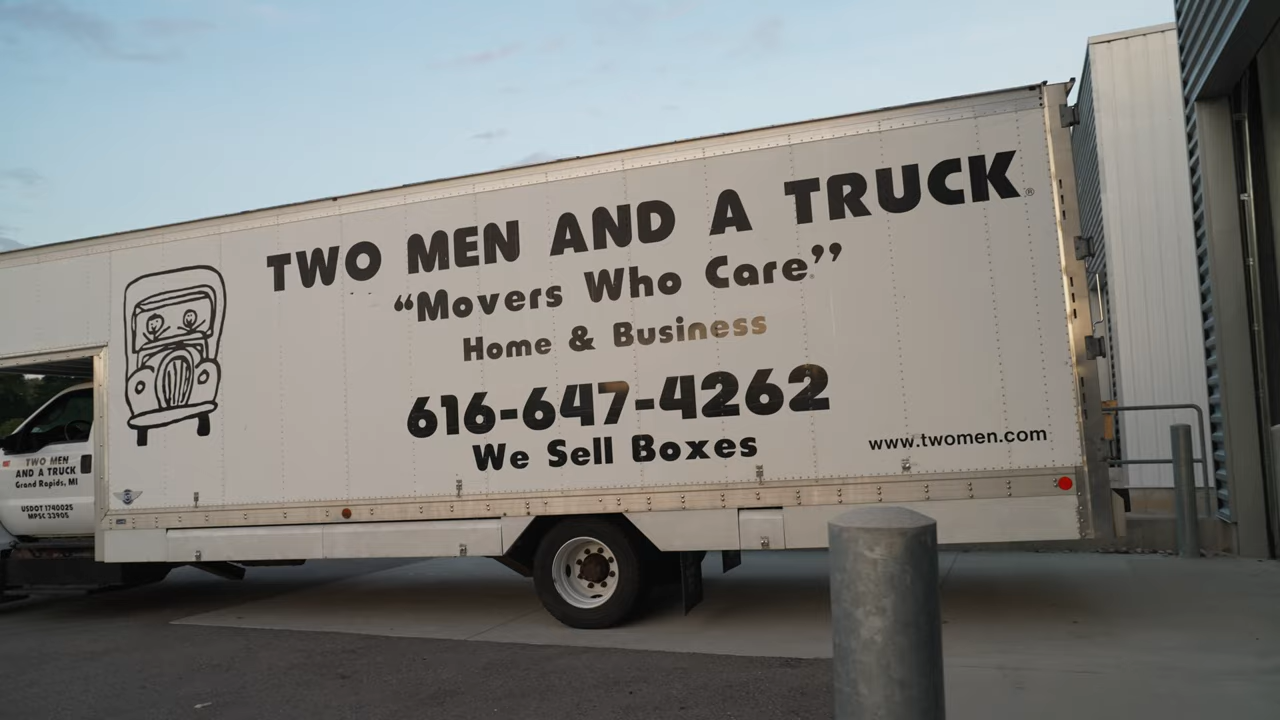 TWO MEN AND A TRUCK®
“Movers Who Care”
Home & Business
616-647-4262
We Sell Boxes
www.twomen.com
TWO MEN
AND A TRUCK
Grand Rapids, MI
USDOT 1740025
MPSC 33905